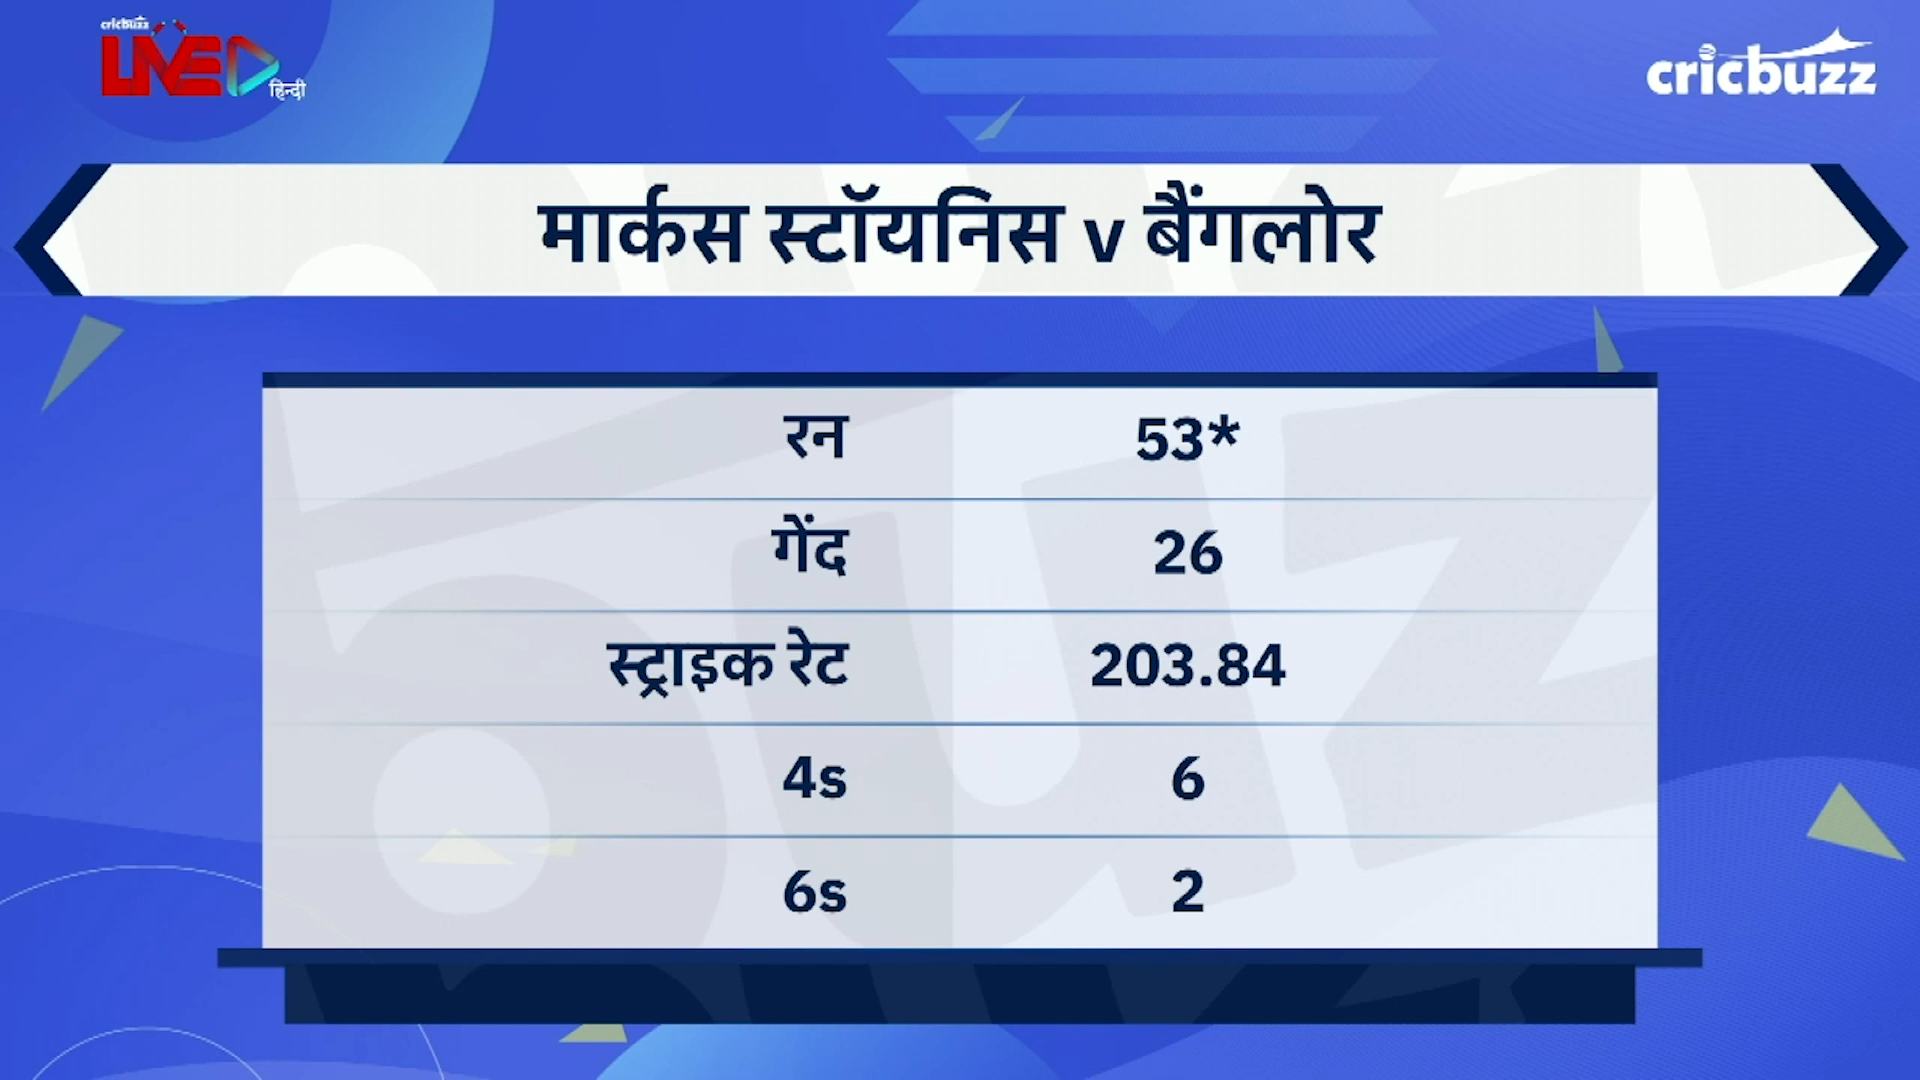 cricbuzz
LIVE
हिन्दी
cricbuzz
मार्कस स्टॉयनिस v बैंगलोर
रन 53*
गेंद 26
स्ट्राइक रेट 203.84
4s 6
6s 2